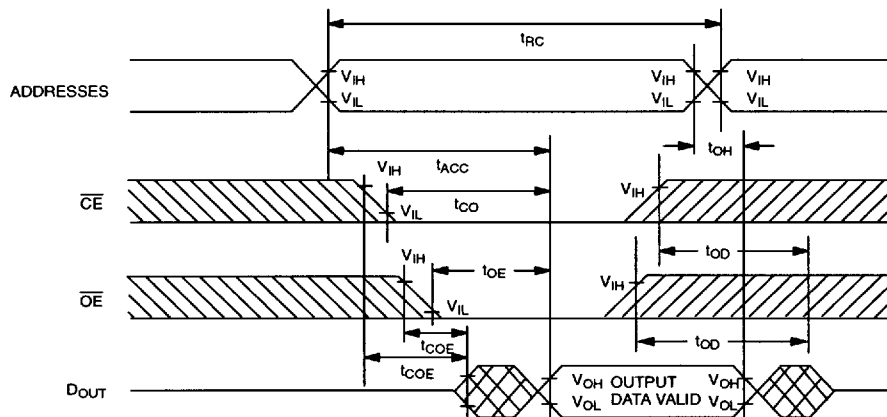 tRC
ADDRESSES
VIH
VIL
VIH
VIL
VIH
VIL
tOH
tACC
VIH
CE
VIL
tCO
VIH
tOD
VIH
OE
VIL
tOE
VIH
tOD
tCOE
tCOE
DOUT
VOH OUTPUT VOH
VOL DATA VALID VOL